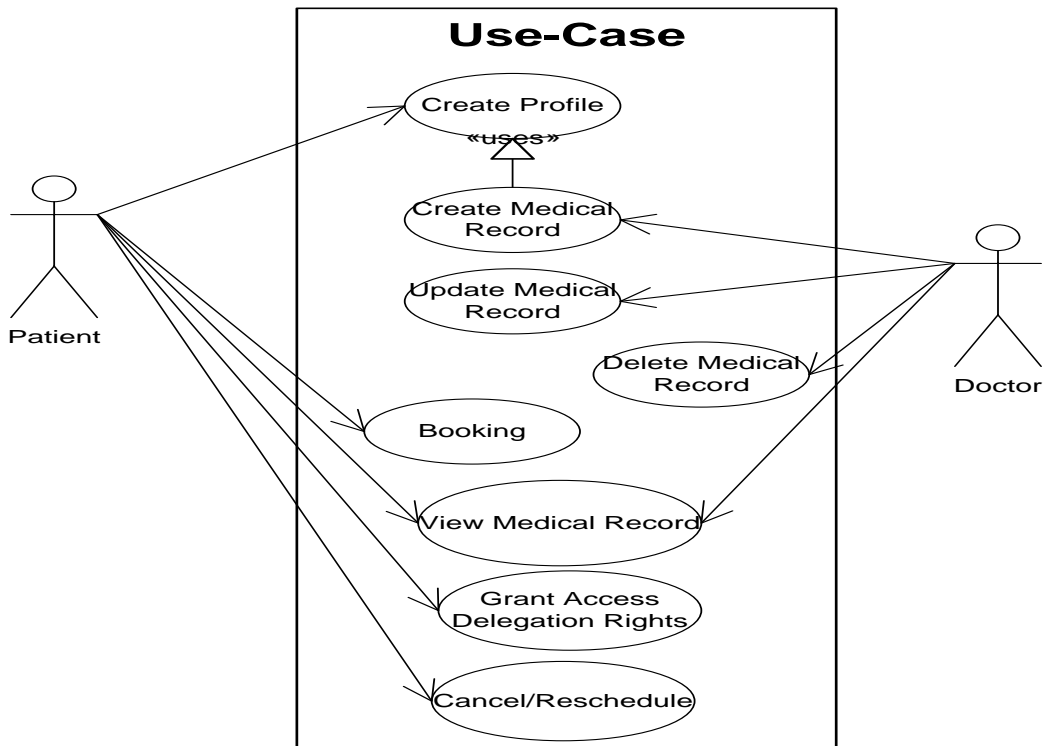 Use-Case
Create Profile
«uses»
Create Medical
Record
Update Medical
Record
Patient
Delete Medical
Record
Doctor
Booking
View Medical Record
Grant Access
Delegation Rights
Cancel/Reschedule